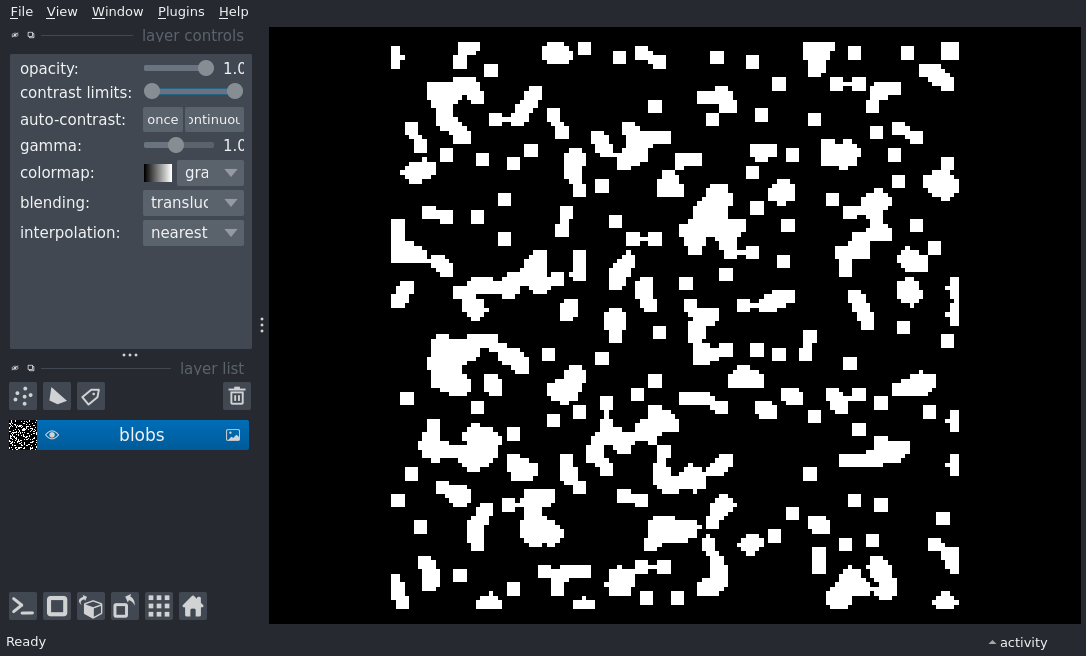 File View Window Plugins Help
layer controls
opacity: 1.0
contrast limits:
auto-contrast: once ontinuou
gamma: 1.0
colormap: gra
blending: transluc
interpolation: nearest
layer list
blobs
Ready
activity